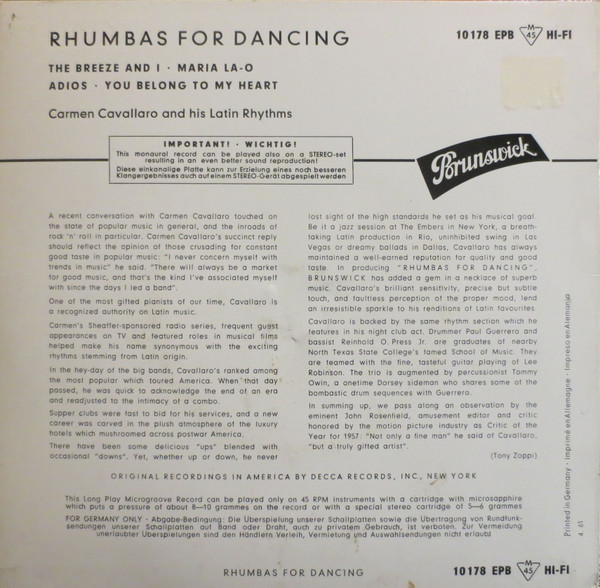 RHUMBAS FOR DANCING
10178 EPB M 45 HI-FI
THE BREEZE AND I · MARIA LA-O
ADIOS · YOU BELONG TO MY HEART
Carmen Cavallaro and his Latin Rhythms
IMPORTANT! · WICHTIG!
This monaural record can be played also on a STEREO-set
resulting in an even better sound reproduction!
Diese einkanalige Platte kann zur Erzielung eines noch besseren
Klangergebnisses auch auf einem STEREO-Gerät abgespielt werden
Brunswick
A recent conversation with Carmen Cavallaro touched on
the state of popular music in general, and the inroads of
rock 'n' roll in particular. Carmen Cavallaro's succinct reply
should reflect the opinion of those crusading for constant
good taste in popular music: "I never concern myself with
trends in music" he said. "There will always be a market
for good music, and that's the kind I've associated myself
with since the days I led a band".
One of the most gifted pianists of our time, Cavallaro is
a recognized authority on Latin music.
Carmen's Sheaffer-sponsored radio series, frequent guest
appearances on TV and featured roles in musical films
helped make his name synonymous with the exciting
rhythms stemming from Latin origin.
In the hey-day of the big bands, Cavallaro's ranked among
the most popular which toured America. When that day
passed, he was quick to acknowledge the end of an era
and readjusted to the intimacy of a combo.
Supper clubs were fast to bid for his services, and a new
career was carved in the plush atmosphere of the luxury
hotels which mushroomed across postwar America.
There have been some delicious "ups" blended with
occasional "downs". Yet, whether up or down, he never
lost sight of the high standards he set as his musical goal.
Be it a jazz session at The Embers in New York, a breath-
taking Latin production in Rio, uninhibited swing in Las
Vegas or dreamy ballads in Dallas, Cavallaro has always
maintained a well-earned reputation for quality and good
taste. In producing "RHUMBAS FOR DANCING",
BRUNSWICK has added a gem in a necklace of superb
music. Cavallaro's brilliant sensitivity, precise but subtle
touch, and faultless perception of the proper mood, lend
an irresistible sparkle to his renditions of Latin favourites.
Cavallaro is backed by the same rhythm section which he
features in his night club act. Drummer Paul Guerrero and
bassist Reinhold O. Press Jr. are graduates of nearby
North Texas State College's famed School of Music. They
are teamed with the fine, tasteful guitar playing of Lee
Robinson. The trio is augmented by percussionist Tommy
Owin, a onetime Dorsey sideman who shares some of the
bombastic drum sequences with Guerrero.
In summing up, we pass along an observation by the
eminent John Rosenfield, amusement editor and critic
honored by the motion picture industry as Critic of the
Year for 1957: "Not only a fine man" he said of Cavallaro,
"but a truly gifted artist".
(Tony Zoppi)
Printed in Germany · Imprimé en Allemagne · Impreso en Alemanja
4. 61
ORIGINAL RECORDINGS IN AMERICA BY DECCA RECORDS, INC., NEW YORK
This Long Play Microgroove Record can be played only on 45 RPM instruments with a cartridge with microsapphire
which puts a pressure of about 8—10 grammes on the record or with a special stereo cartridge of 5—6 grammes
FOR GERMANY ONLY - Abgabe-Bedingung: Die Überspielung unserer Schallplatten sowie die Übertragung von Rundfunk-
sendungen unserer Schallplatten auf Band oder Draht, auch zu privatem Gebrauch, ist verboten. Zur Vermeidung
unerlaubter Überspielungen sind den Händlern Verleih, Vermietung und Auswahlsendungen nicht erlaubt
RHUMBAS FOR DANCING
10178 EPB M 45 HI-FI